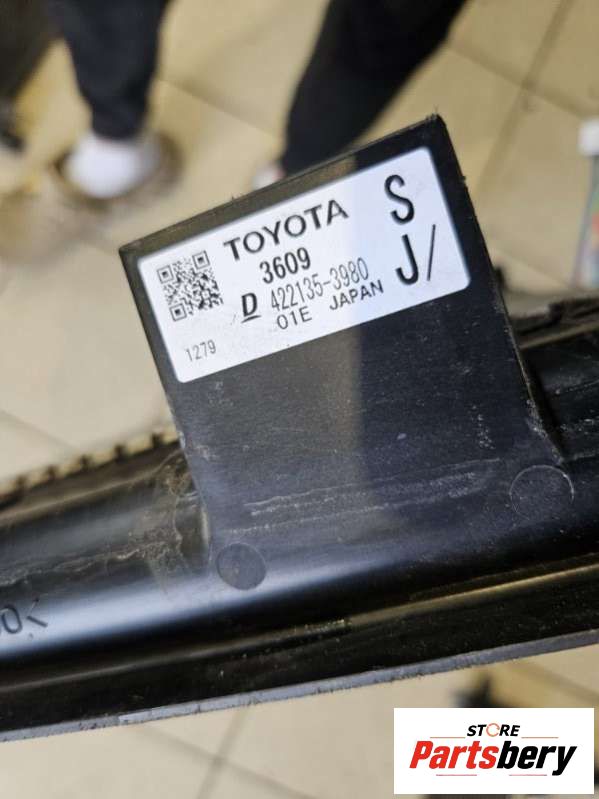 TOYOTA S
3609
D 422135-3980 J/
01E JAPAN
1279
STORE
Partsbery